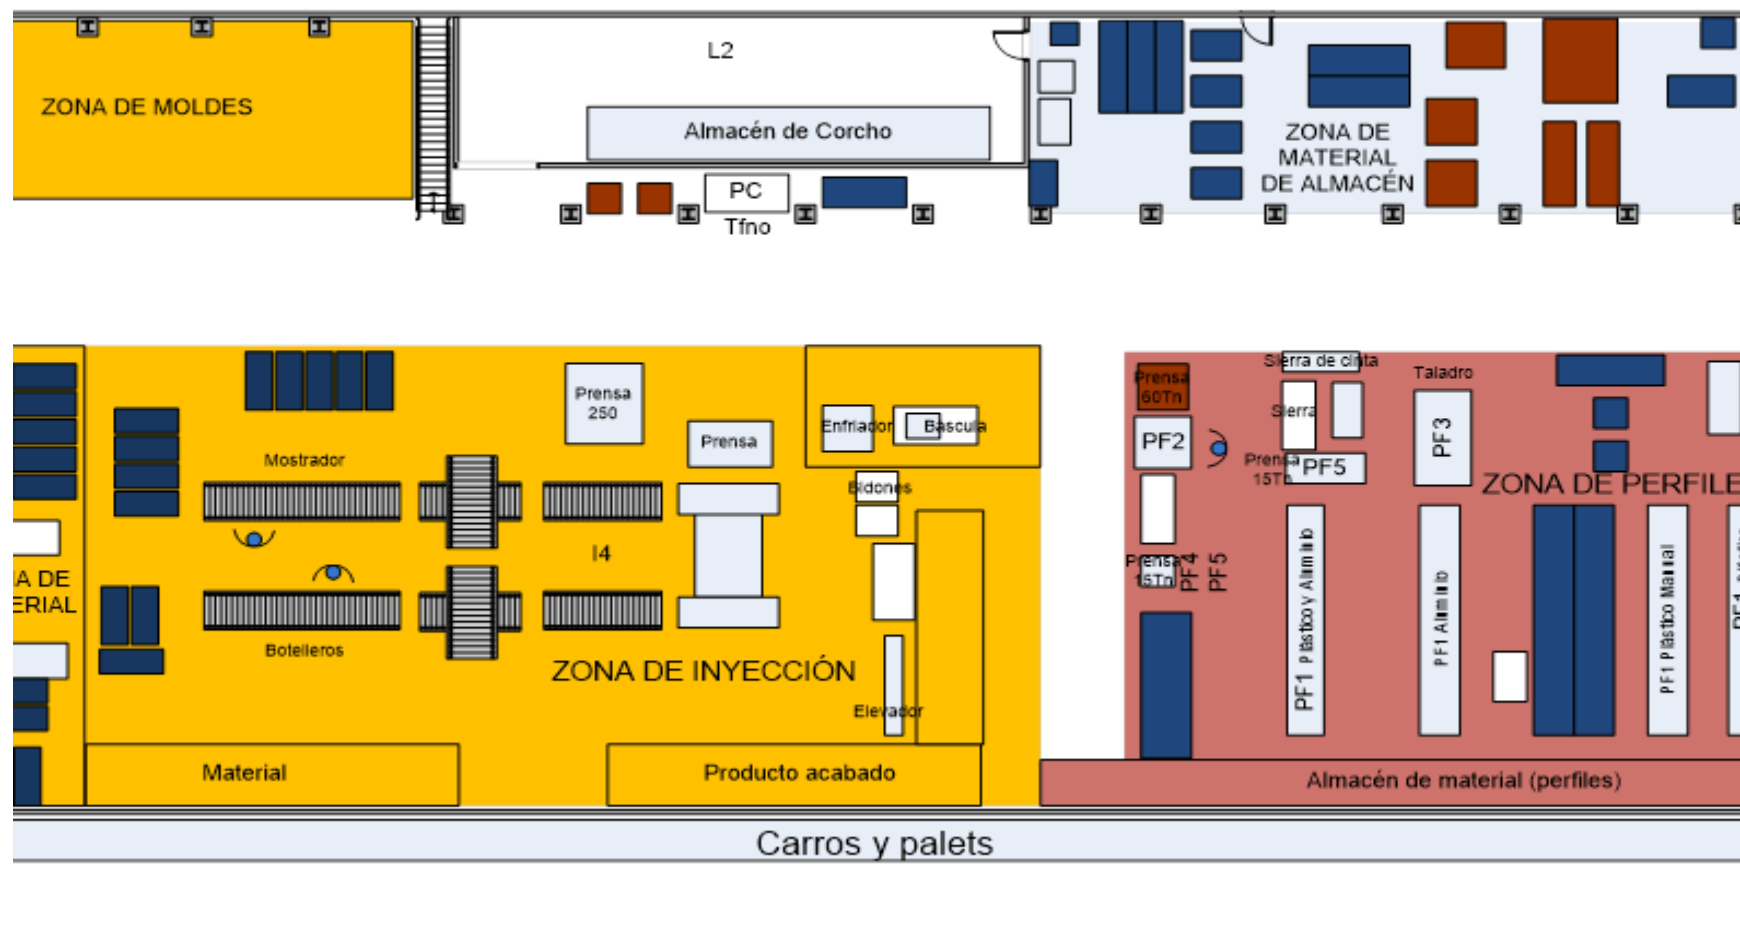 L2
ZONA DE MOLDES
Almacén de Corcho
ZONA DE
MATERIAL
DE ALMACÉN
PC
Tfno
Prensa
250
Prensa
Mostrador
Enfriador
Bascula
Bidones
I4
A DE
ERIAL
Botelleros
ZONA DE INYECCIÓN
Elevador
Material
Producto acabado
Prensa
60Tn
PF2
Sierra de cinta
Sierra
Taladro
PF3
Prensa
15Tn
PF5
ZONA DE PERFILE
Prensa
15Tn
PF4
PF5
PF1 Plástico y Aluminio
PF1 Aluminio
PF1 Plástico Manual
PF1
Almacén de material (perfiles)
Carros y palets